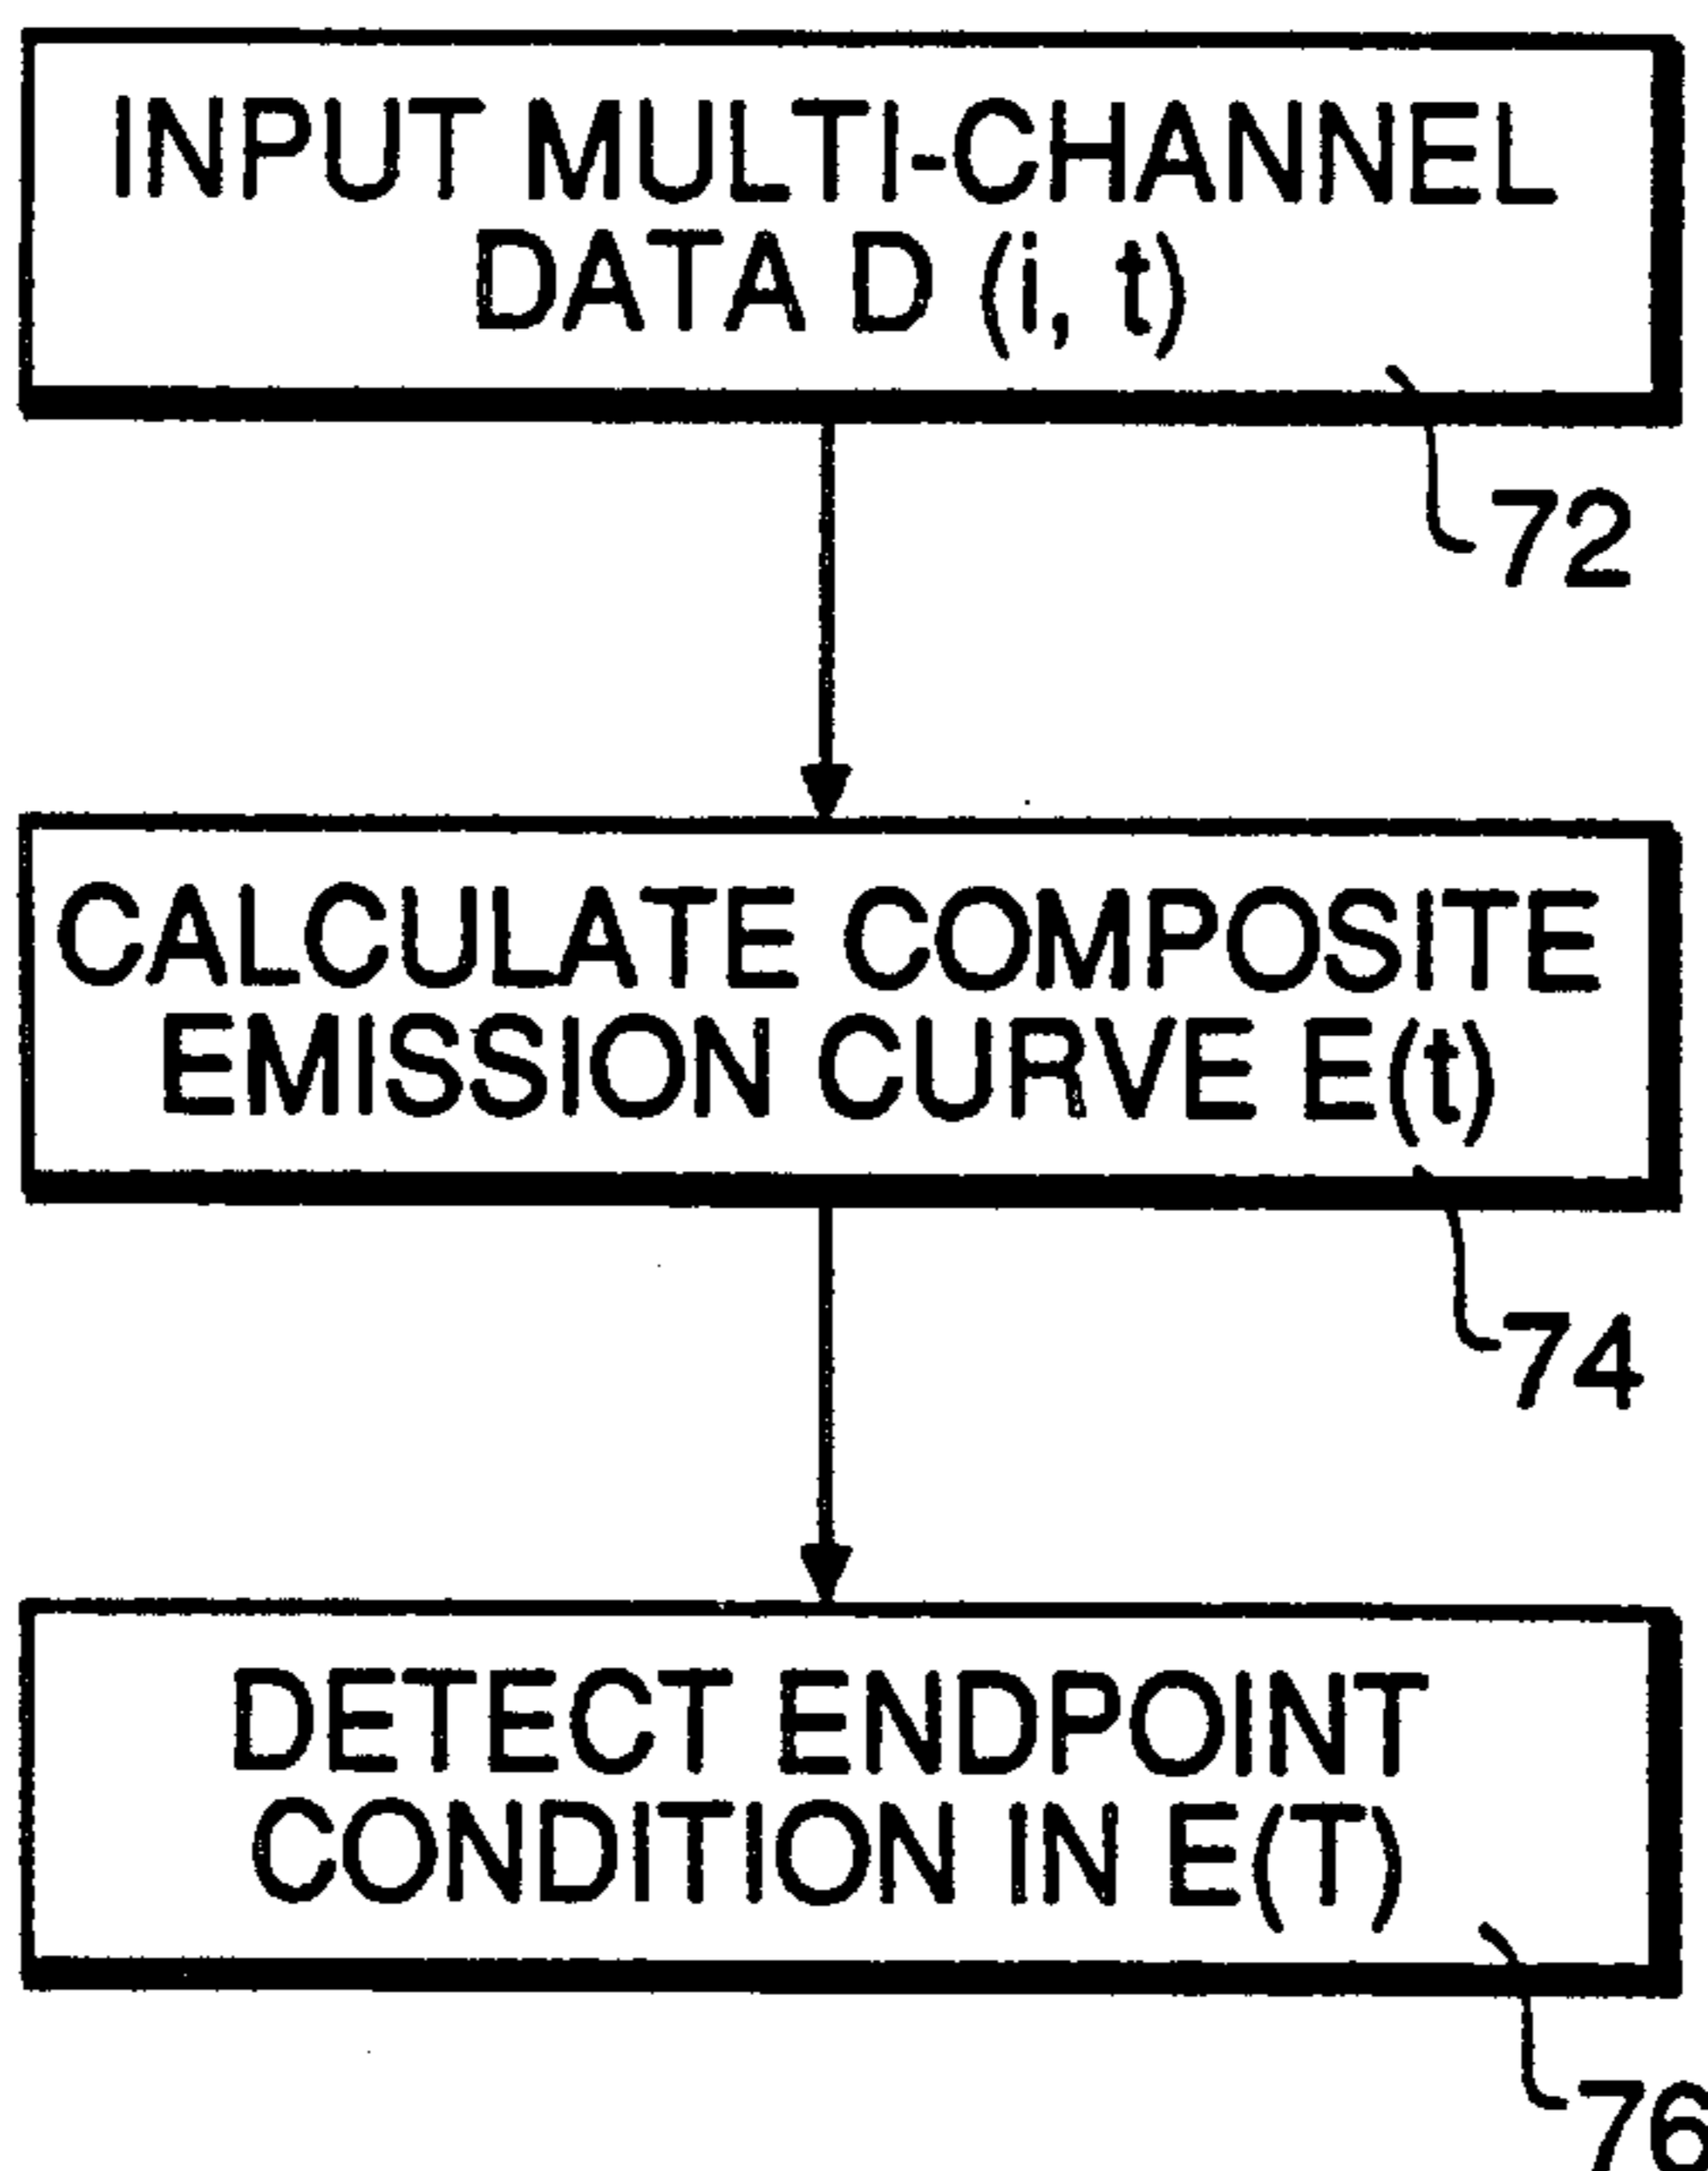 INPUT MULTI-CHANNEL
DATA D (i, t)
72
CALCULATE COMPOSITE
EMISSION CURVE E(t)
74
DETECT ENDPOINT
CONDITION IN E(T)
76